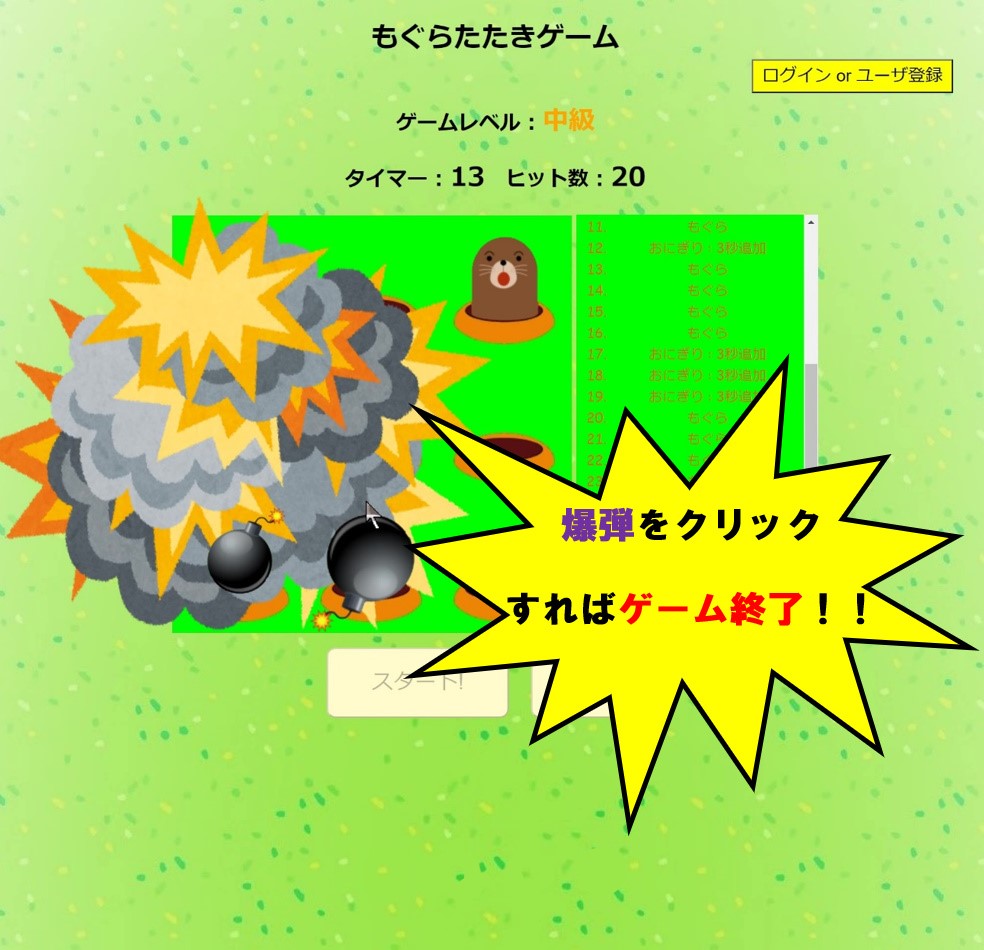 もぐらたたきゲーム
ログイン or ユーザ登録
ゲームレベル：中級
タイマー：13 ヒット数：20
11. もぐら
12. おにぎり：3秒追加
13. もぐら
14. もぐら
15. もぐら
16. もぐら
17. おにぎり：3秒追加
18. おにぎり：3秒追加
19. おにぎり：3秒追加
20. もぐら
21. もぐら
22.
爆弾をクリック
すればゲーム終了！！
スタート!